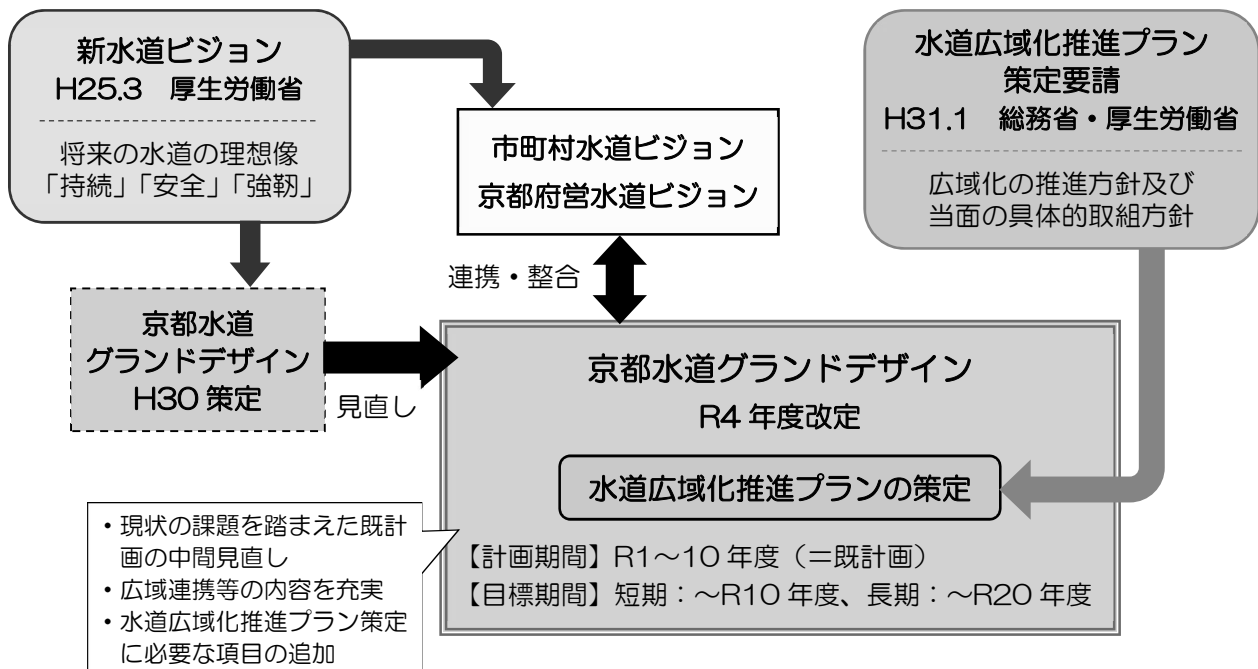 新水道ビジョン
H25.3 厚生労働省
将来の水道の理想像
「持続」「安全」「強靭」
市町村水道ビジョン
京都府営水道ビジョン
水道広域化推進プラン
策定要請
H31.1 総務省・厚生労働省
広域化の推進方針及び
当面の具体的取組方針
連携・整合
京都水道
グランドデザイン
H30 策定
見直し
京都水道グランドデザイン
R4 年度改定
水道広域化推進プランの策定
【計画期間】R1～10 年度（＝既計画）
【目標期間】短期：～R10 年度、長期：～R20 年度
・現状の課題を踏まえた既計
画の中間見直し
・広域連携等の内容を充実
・水道広域化推進プラン策定
に必要な項目の追加